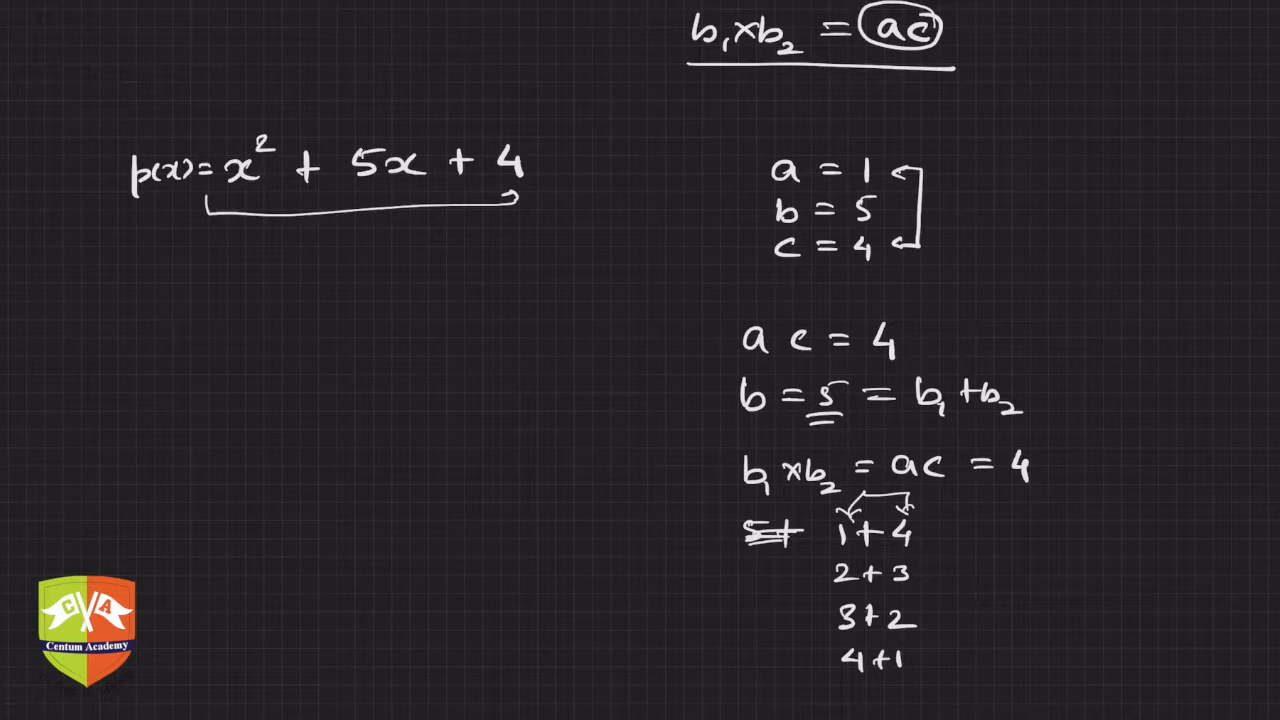 b₁×b₂ = ac
p(x) = x² + 5x + 4
a = 1
b = 5
c = 4
a c = 4
b = 5 = b₁ + b₂
b₁ × b₂ = ac = 4
5+ 1 + 4
2 + 3
3 + 2
4 + 1
C A
Centum Academy